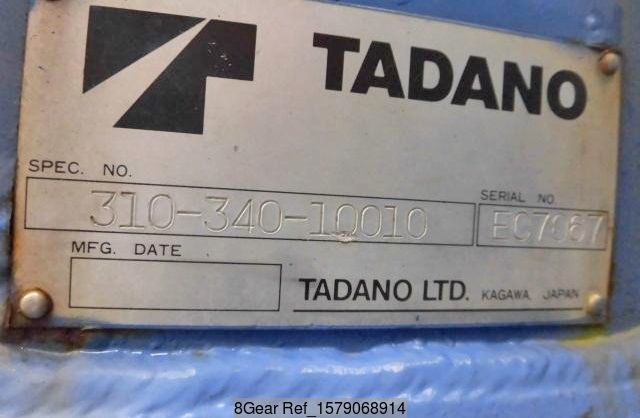 TADANO
SPEC. NO.
310-340-10010
SERIAL NO
EC7067
MFG. DATE
TADANO LTD. KAGAWA JAPAN
8Gear Ref_1579068914